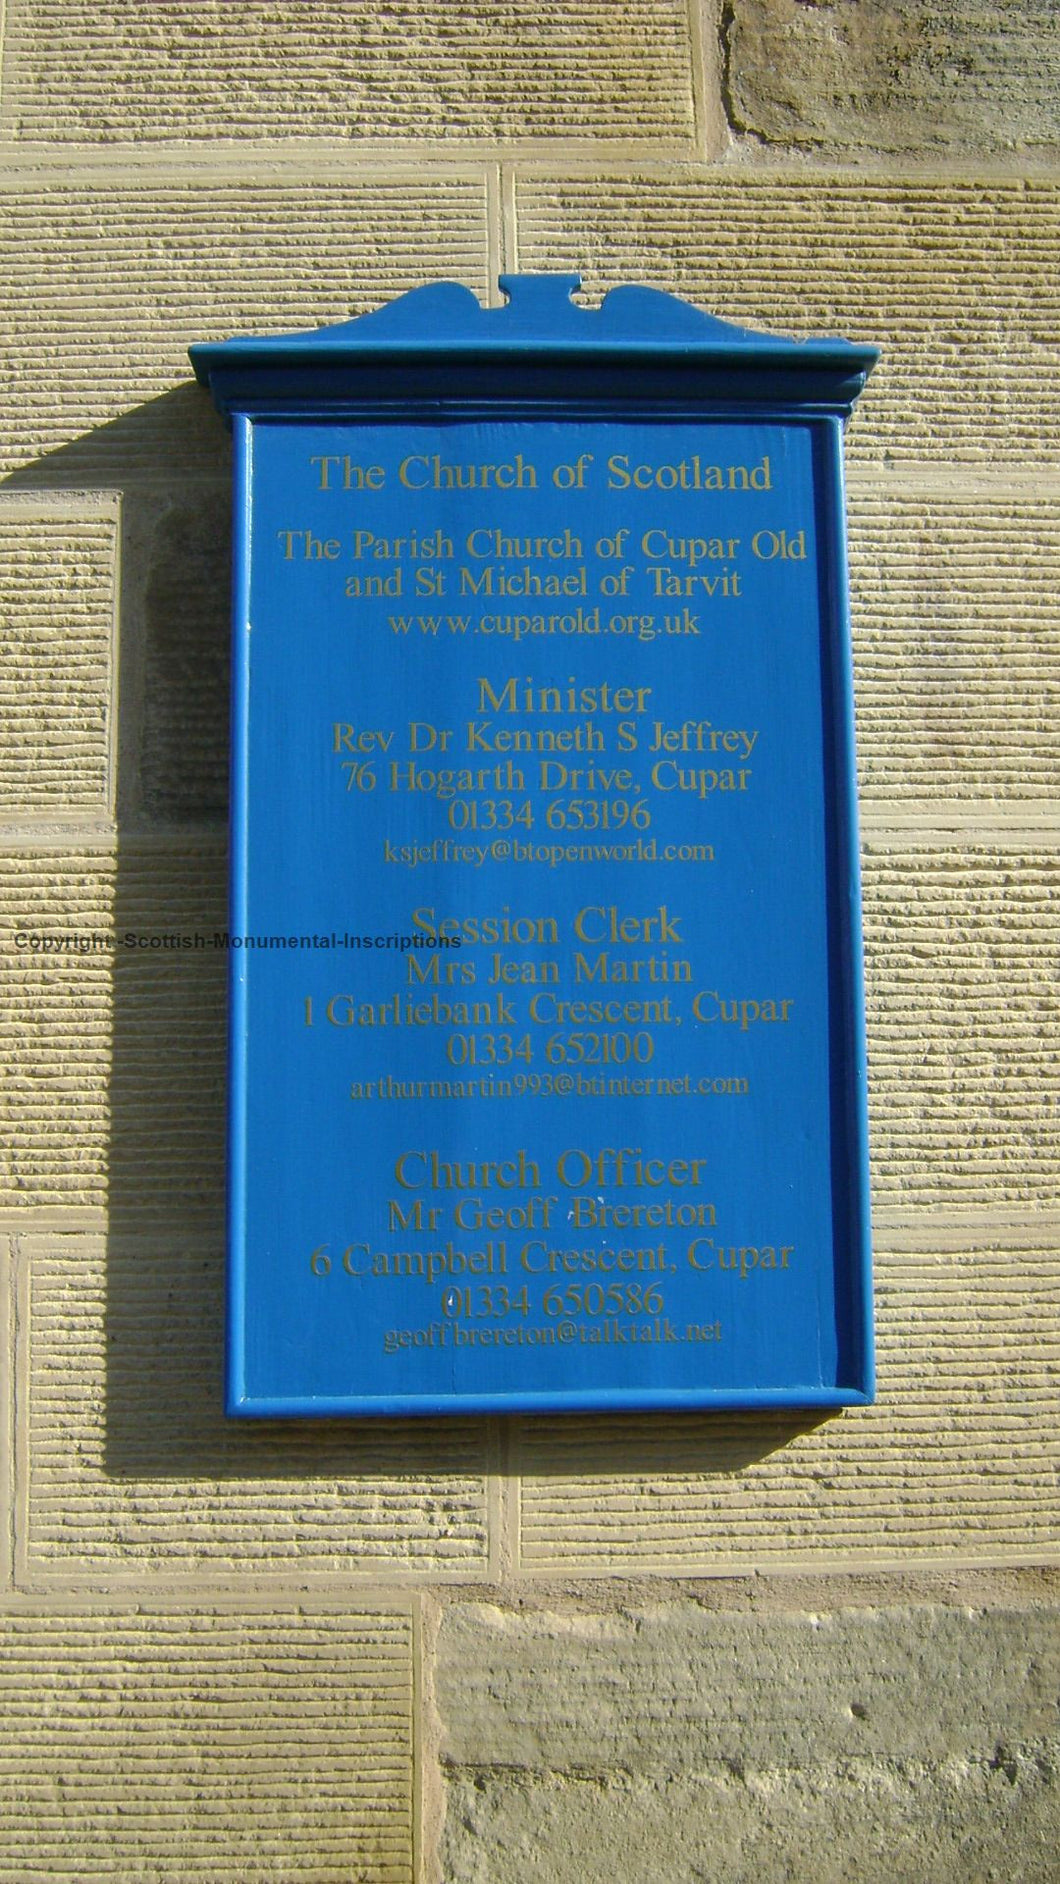 The Church of Scotland
The Parish Church of Cupar Old
and St Michael of Tarvit
www.cuparold.org.uk
Minister
Rev Dr Kenneth S Jeffrey
76 Hogarth Drive, Cupar
01334 653196
ksjeffrey@btopenworld.com
Session Clerk
Copyright -Scottish-Monumental-Inscriptions
Mrs Jean Martin
1 Garliebank Crescent, Cupar
01334 652100
arthurmartin993@btinternet.com
Church Officer
Mr Geoff Brereton
6 Campbell Crescent, Cupar
01334 650586
geoffbrereton@talktalk.net